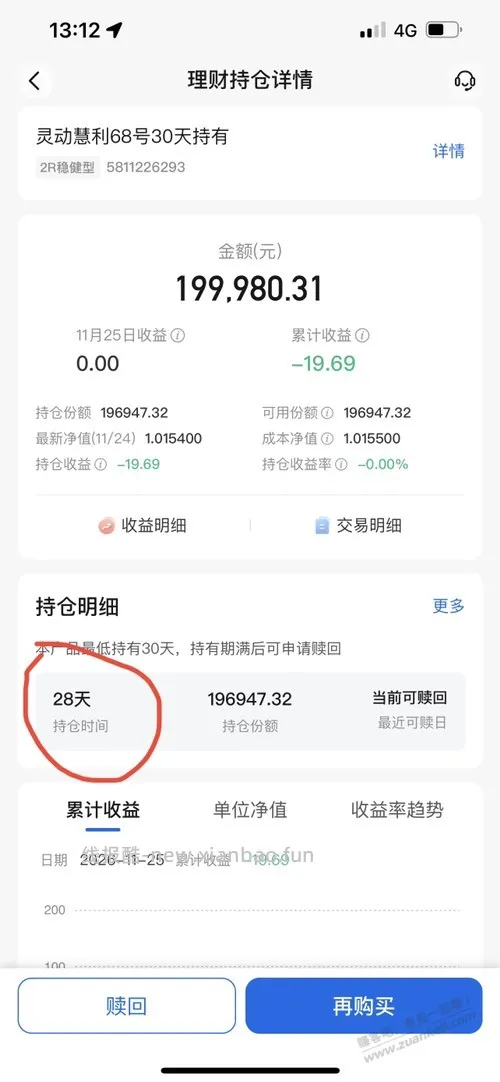 13:12 4G
理财持仓详情
灵动慧利68号30天持有
详情
2R稳健型 5811226293
金额(元)
199,980.31
11月25日收益 累计收益
0.00 -19.69
持仓份额 196947.32 可用份额 196947.32
最新净值(11/24) 1.015400 成本净值 1.015500
持仓收益 -19.69 持仓收益率 -0.00%
收益明细 交易明细
持仓明细 更多
本产品最低持有30天，持有期满后可申请赎回
28天 196947.32 当前可赎回
持仓时间 持仓份额 最近可赎日
累计收益 单位净值 收益率趋势
日期 2026-11-25 累计收益 -19.69
线报酷-new.xianbao.fun
200
100
赎回 再购买
www.zuanke8.com